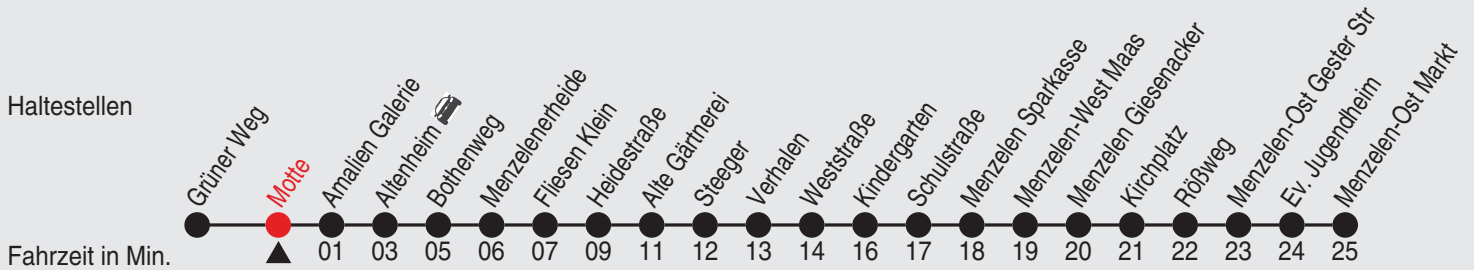 Haltestellen
Grüner Weg
Motte
Amalien Galerie
Altenheim
Bothenweg
Menzelenerheide
Fliesen Klein
Heidestraße
Alte Gärtnerei
Steeger
Verhalen
Weststraße
Kindergarten
Schulstraße
Menzelen Sparkasse
Menzelen-West Maas
Menzelen Giesenacker
Kirchplatz
Rößweg
Menzelen-Ost Gester Str
Ev. Jugendheim
Menzelen-Ost Markt
Fahrzeit in Min. 01 03 05 06 07 09 11 12 13 14 16 17 18 19 20 21 22 23 24 25